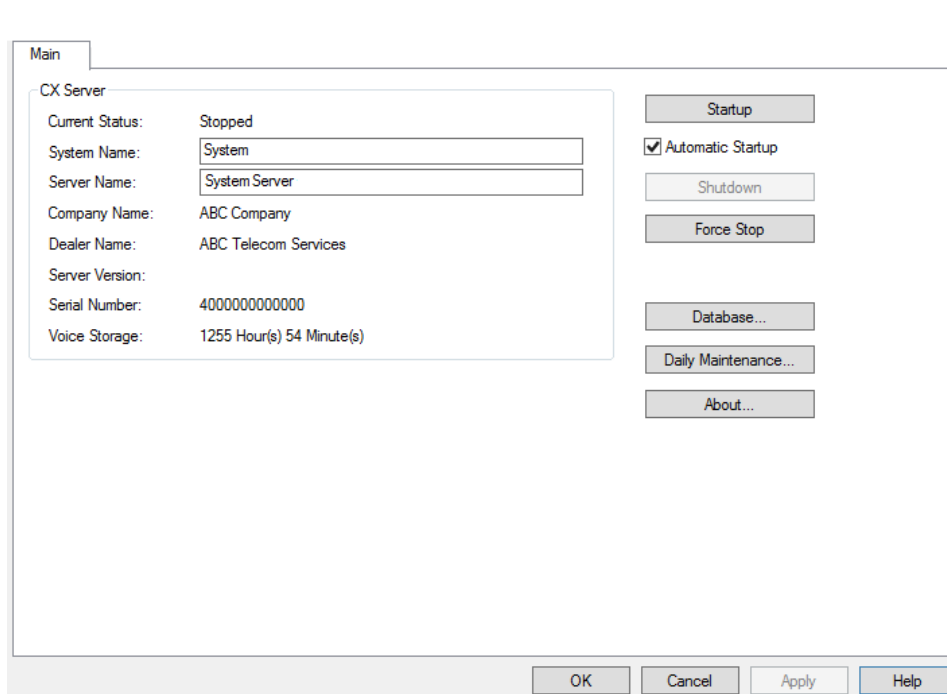 Main
CX Server
Current Status: Stopped
System Name: System
Server Name: System Server
Company Name: ABC Company
Dealer Name: ABC Telecom Services
Server Version:
Serial Number: 4000000000000
Voice Storage: 1255 Hour(s) 54 Minute(s)
Startup
Automatic Startup
Shutdown
Force Stop
Database...
Daily Maintenance...
About...
OK Cancel Apply Help